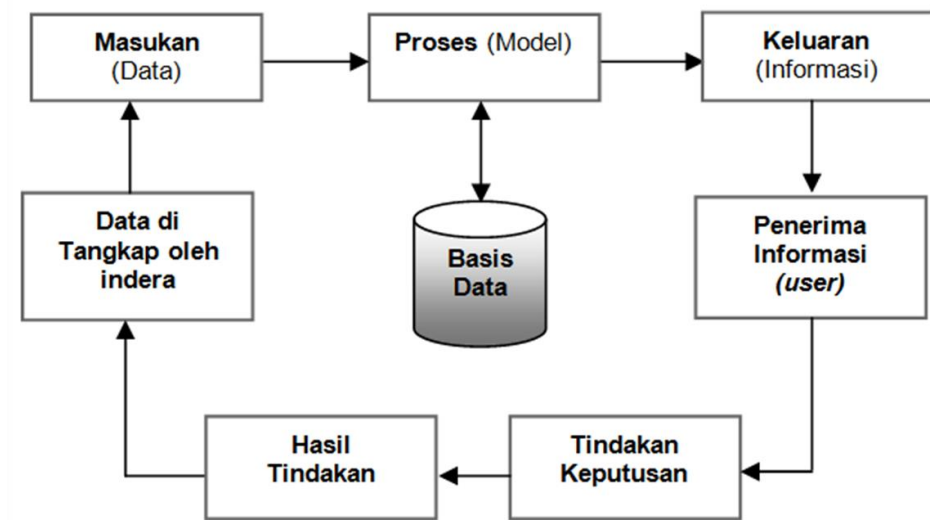 Masukan
(Data)
Proses (Model)
Keluaran
(Informasi)
Data di
Tangkap oleh
indera
Basis
Data
Penerima
Informasi
(user)
Hasil
Tindakan
Tindakan
Keputusan